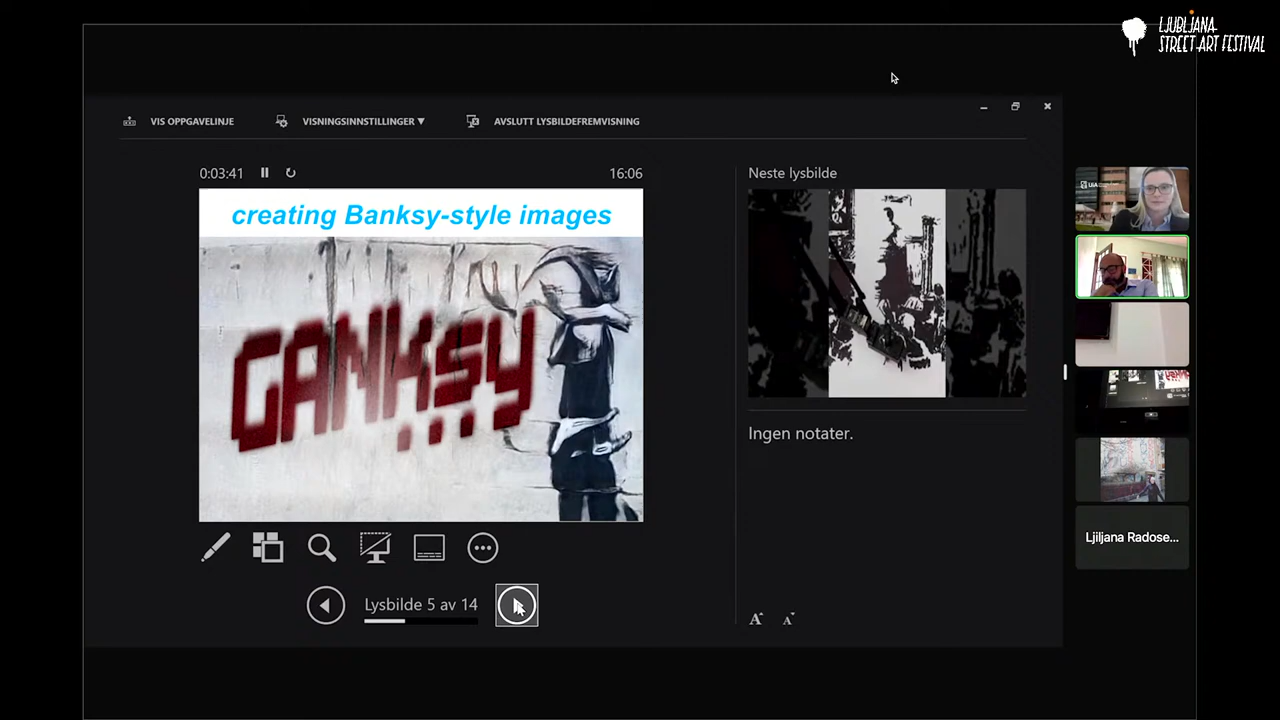 LJUBLJANA
STREET ART FESTIVAL
VIS OPPGAVELINJE
VISNINGSINNSTILLINGER ▼
AVSLUTT LYSBILDEFREMVISNING
0:03:41
16:06
Neste lysbilde
creating Banksy-style images
GANKsy
Ingen notater.
Lysbilde 5 av 14
A A
UiA
Ljiljana Radose...